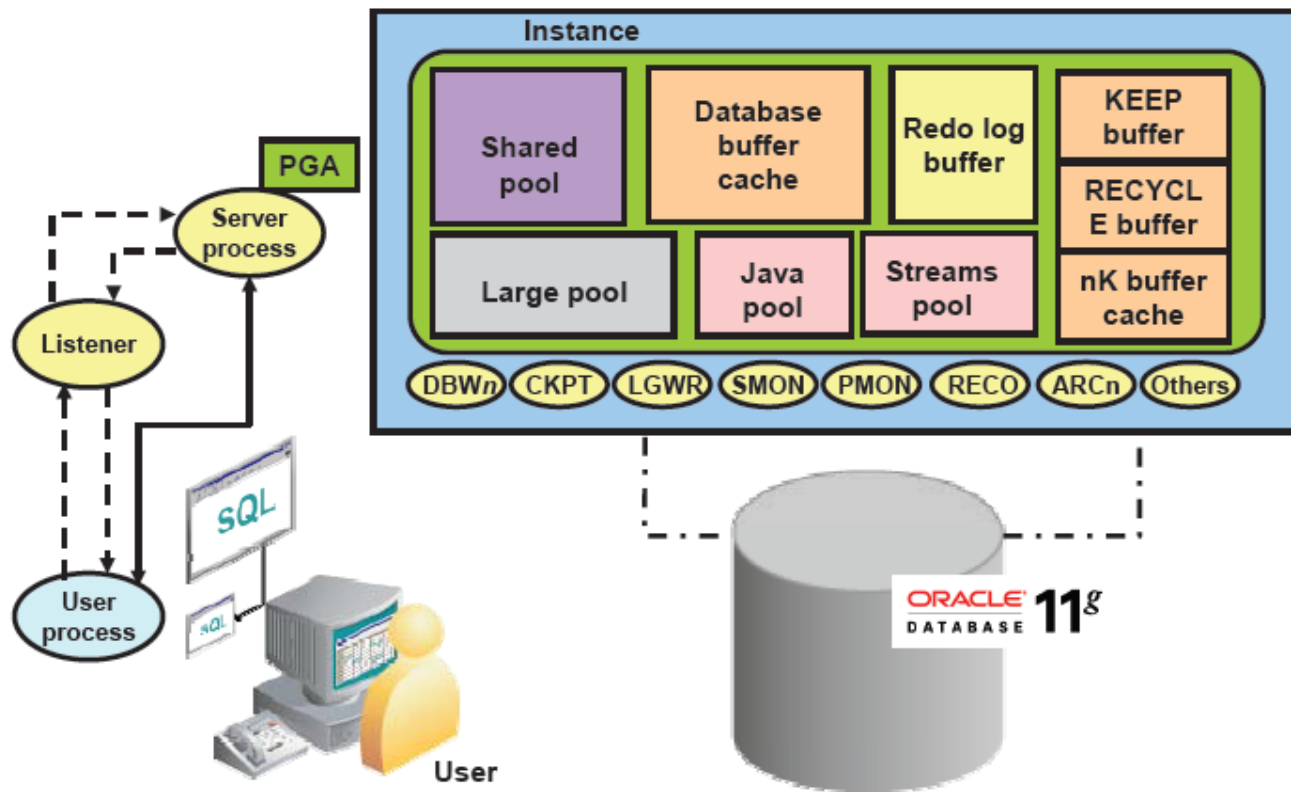 Instance
Shared
pool
Database
buffer
cache
Redo log
buffer
KEEP
buffer
RECYCL
E buffer
nK buffer
cache
Large pool
Java
pool
Streams
pool
DBWn
CKPT
LGWR
SMON
PMON
RECO
ARCn
Others
PGA
Server
process
Listener
User
process
SQL
SQL
User
ORACLE
DATABASE
11g